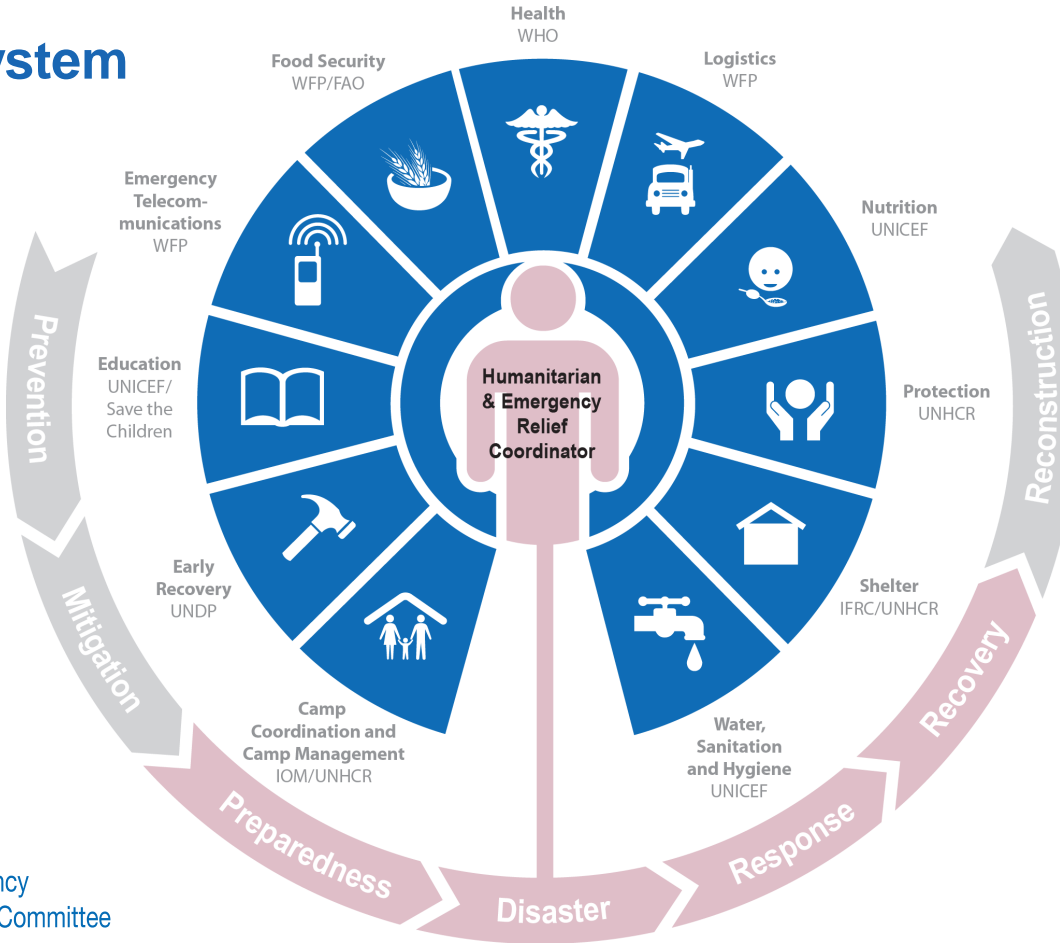 ystem
Health
WHO
Food Security
WFP/FAO
Logistics
WFP
Emergency
Telecom-
munications
WFP
Nutrition
UNICEF
Education
UNICEF/
Save the
Children
Protection
UNHCR
Humanitarian
& Emergency
Relief
Coordinator
Early
Recovery
UNDP
Shelter
IFRC/UNHCR
Camp
Coordination and
Camp Management
IOM/UNHCR
Water,
Sanitation
and Hygiene
UNICEF
Prevention
Mitigation
Preparedness
Disaster
Response
Recovery
Reconstruction
ncy
Committee